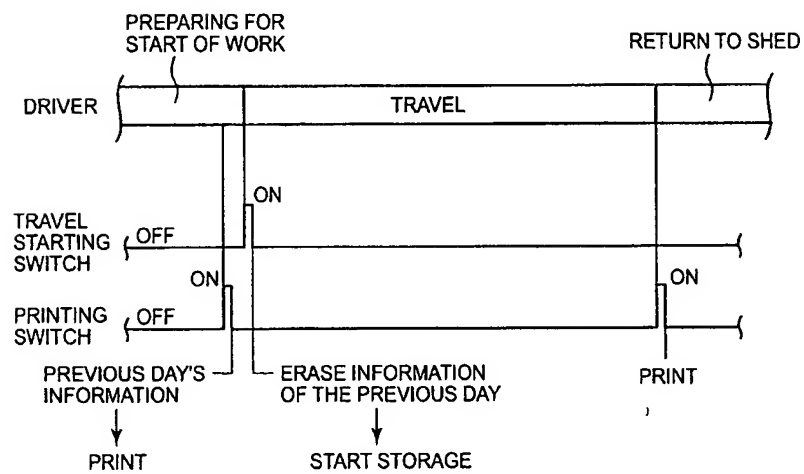 PREPARING FOR
START OF WORK
RETURN TO SHED
DRIVER
TRAVEL
ON
TRAVEL
STARTING
SWITCH
OFF
ON
ON
PRINTING
SWITCH
OFF
PREVIOUS DAY'S
INFORMATION
ERASE INFORMATION
OF THE PREVIOUS DAY
PRINT
PRINT
START STORAGE